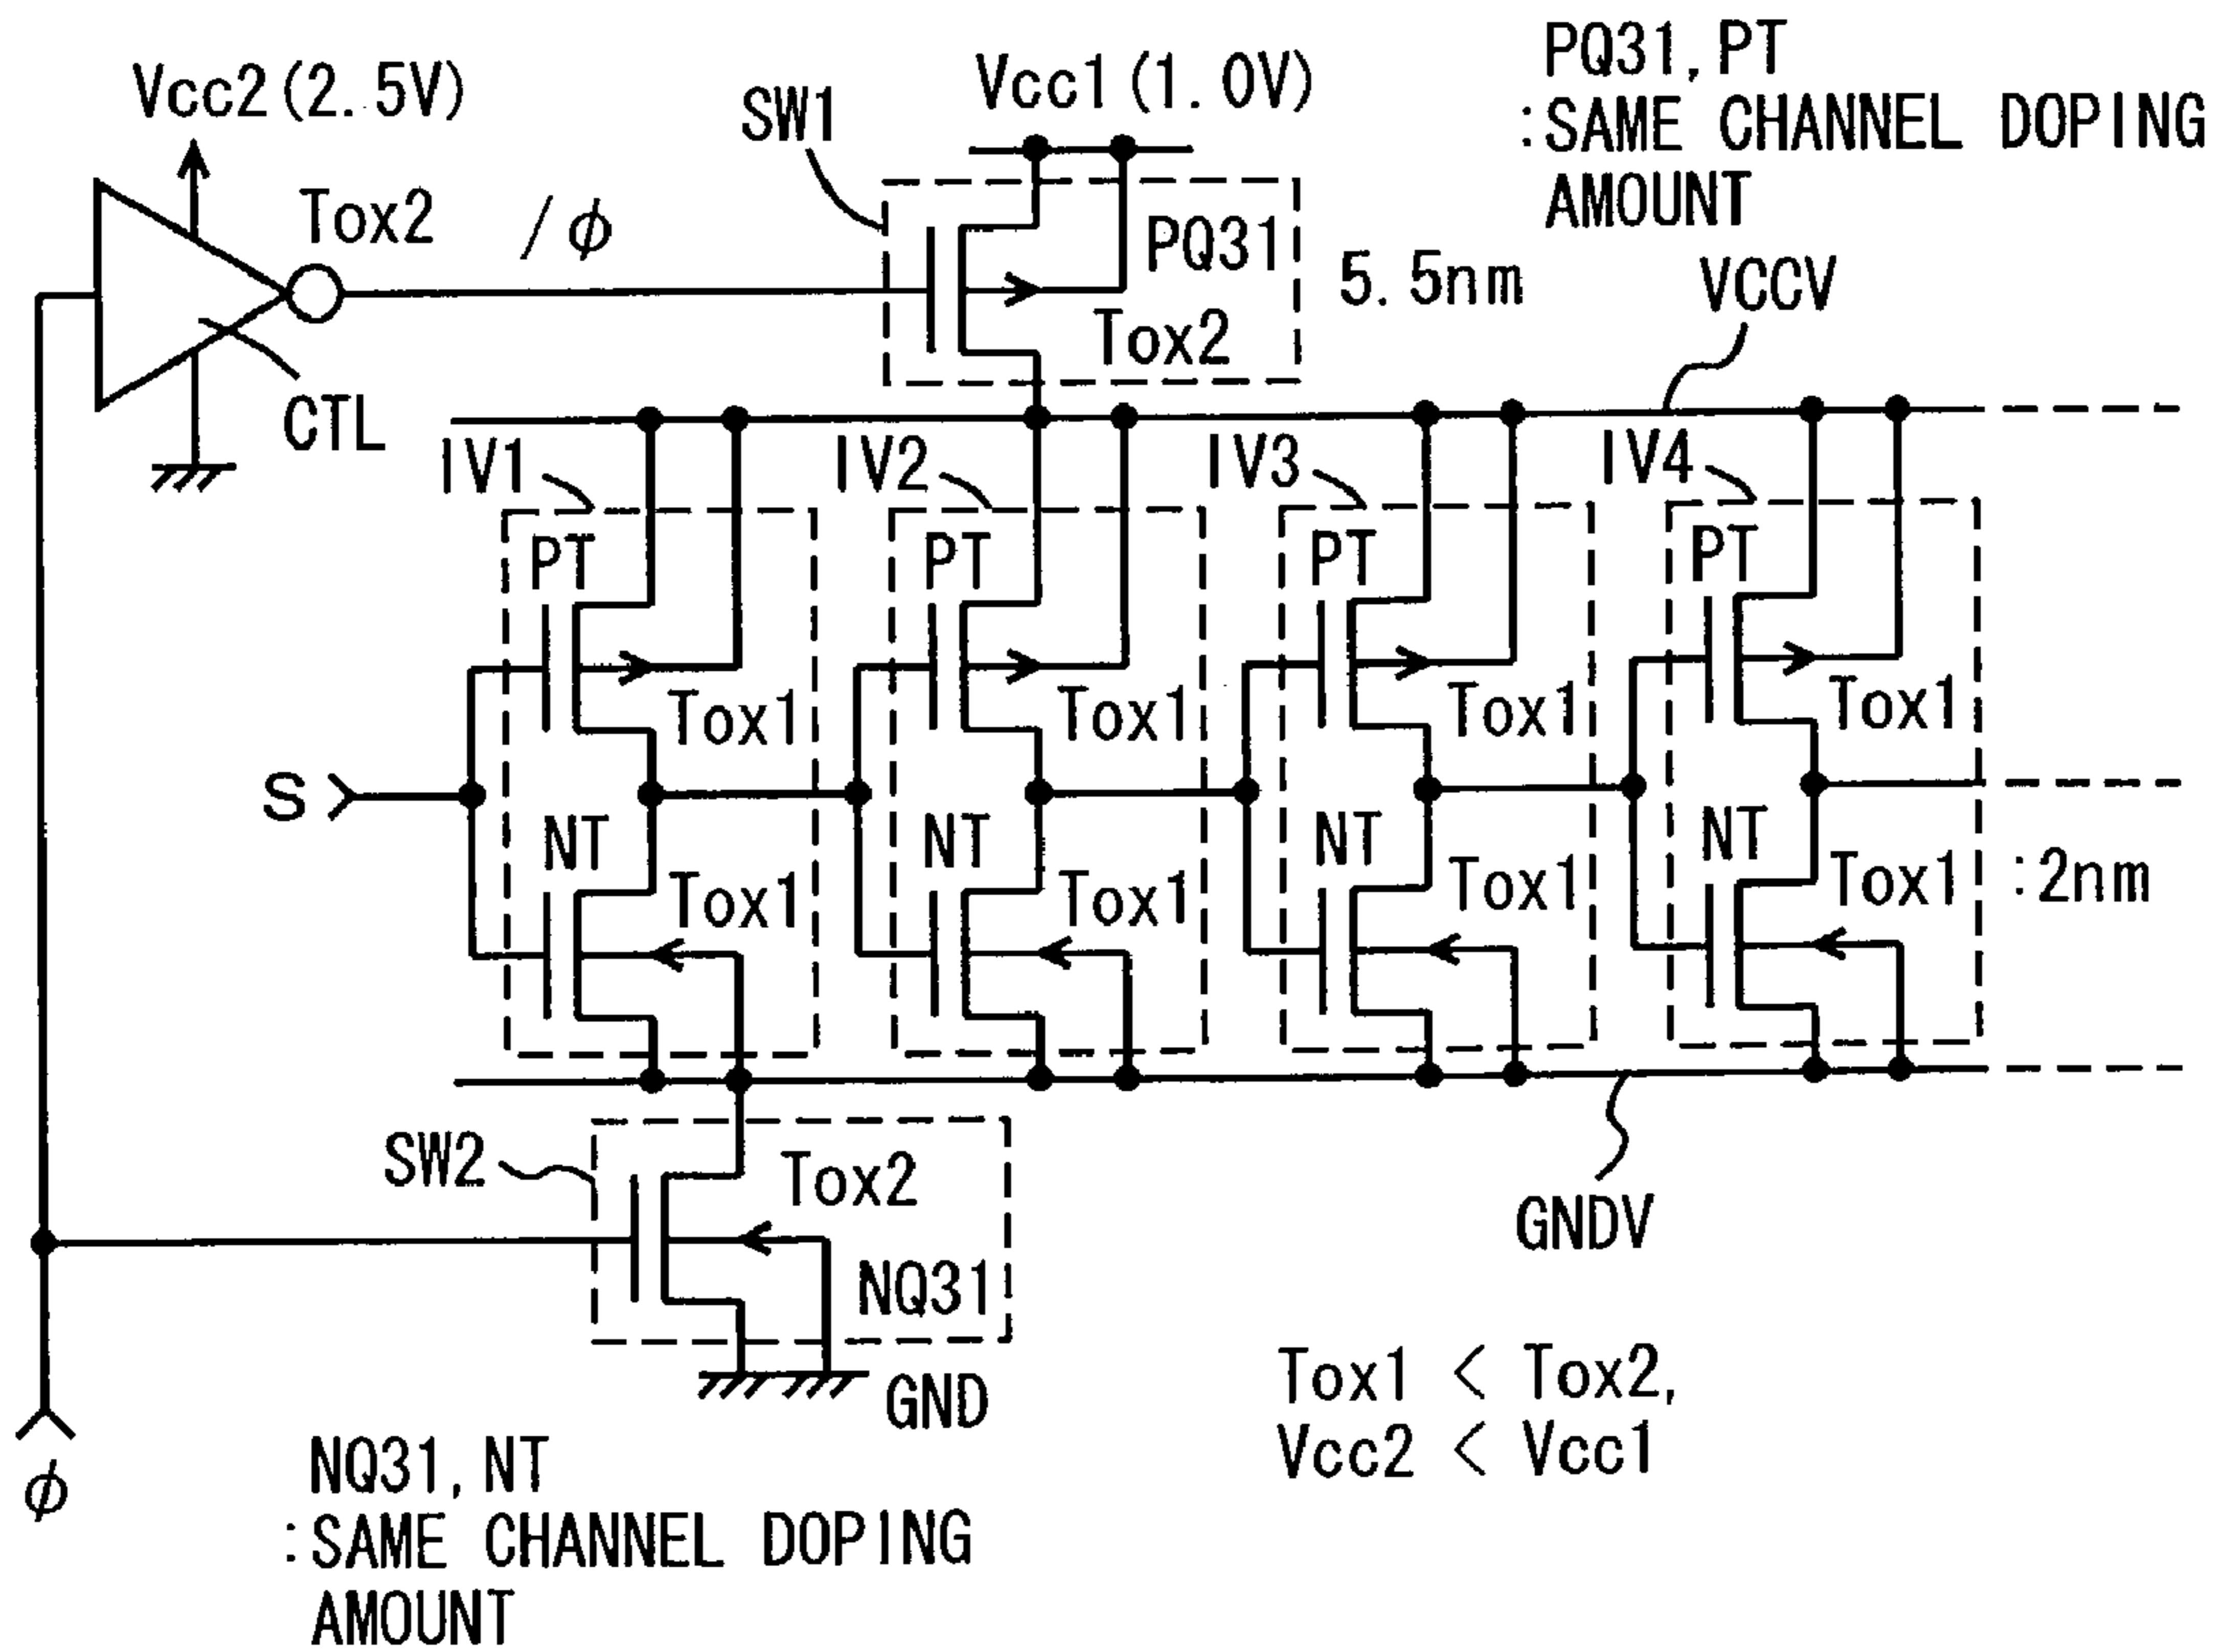 PQ31, PT
:SAME CHANNEL DOPING
AMOUNT
Vcc2(2.5V)
SW1
Vcc1(1.0V)
Tox2
/φ
PQ31
5.5nm
VCCV
Tox2
CTL
IV1
IV2
IV3
IV4
PT
PT
PT
PT
Tox1
Tox1
Tox1
Tox1
S
NT
NT
NT
NT
Tox1
Tox1
Tox1
Tox1
:2nm
SW2
Tox2
GNDV
NQ31
GND
Tox1 < Tox2,
Vcc2 < Vcc1
φ
NQ31, NT
:SAME CHANNEL DOPING
AMOUNT